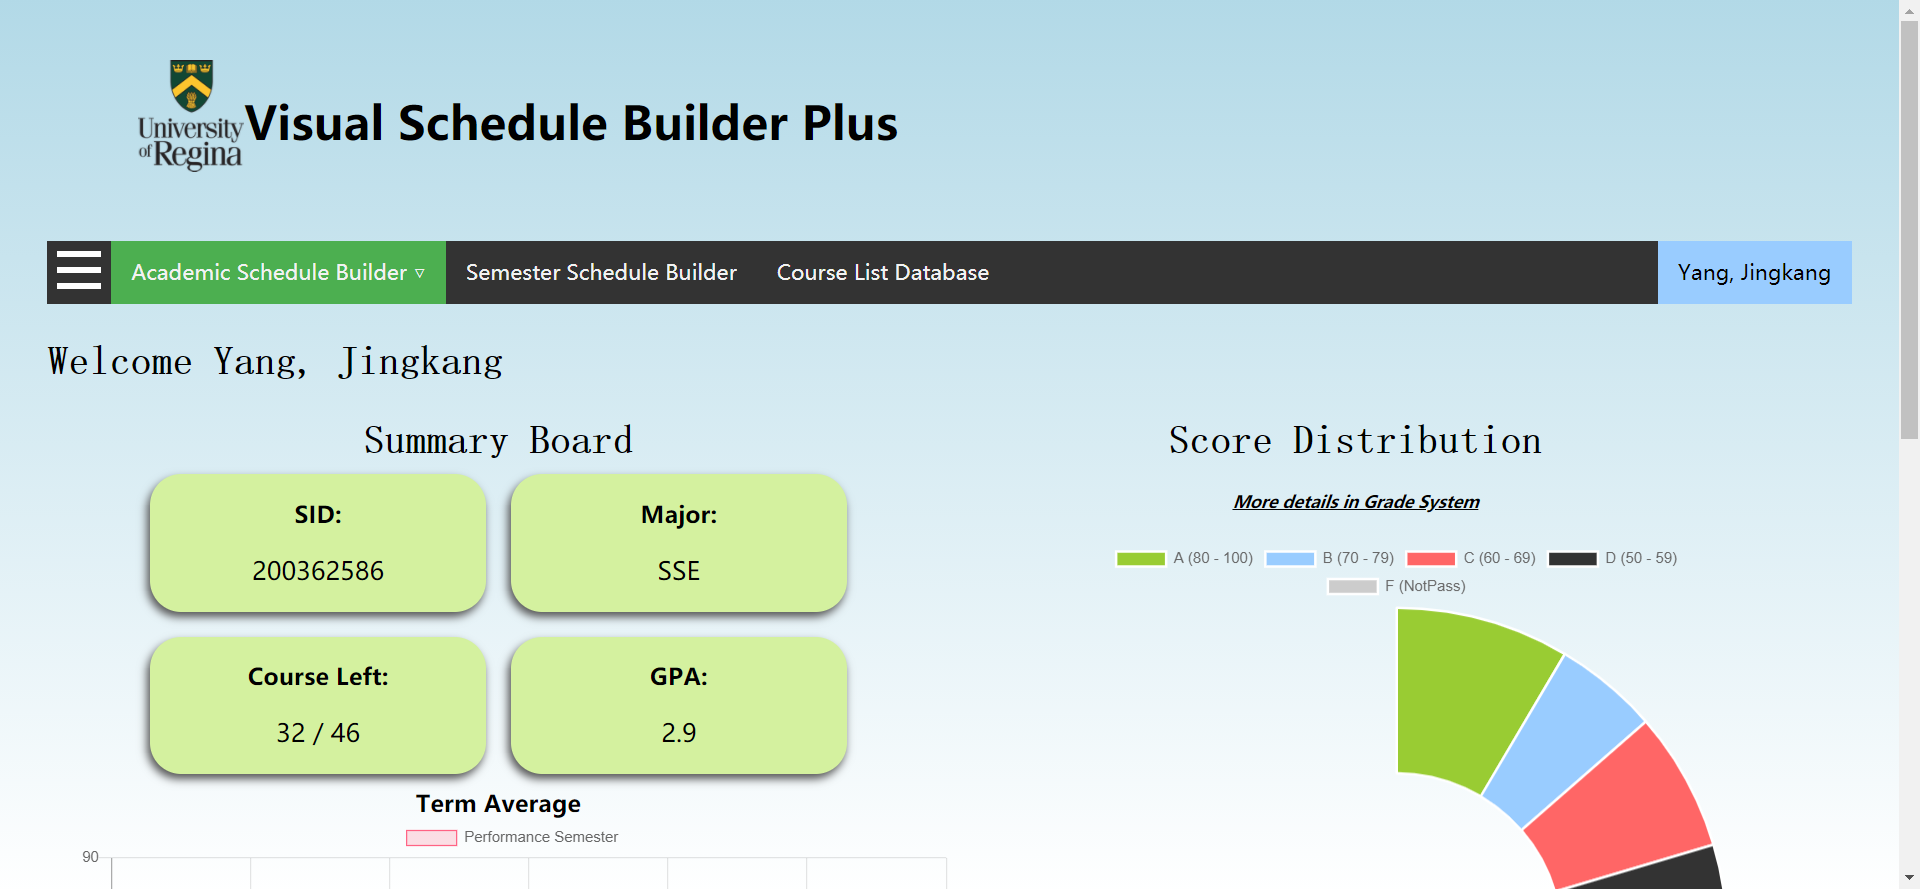 University
of Regina
Visual Schedule Builder Plus
Academic Schedule Builder ▿
Semester Schedule Builder
Course List Database
Yang, Jingkang
Welcome Yang, Jingkang
Summary Board
SID:
200362586
Major:
SSE
Course Left:
32 / 46
GPA:
2.9
Term Average
Performance Semester
90
Score Distribution
More details in Grade System
A (80 - 100) B (70 - 79) C (60 - 69) D (50 - 59)
F (NotPass)